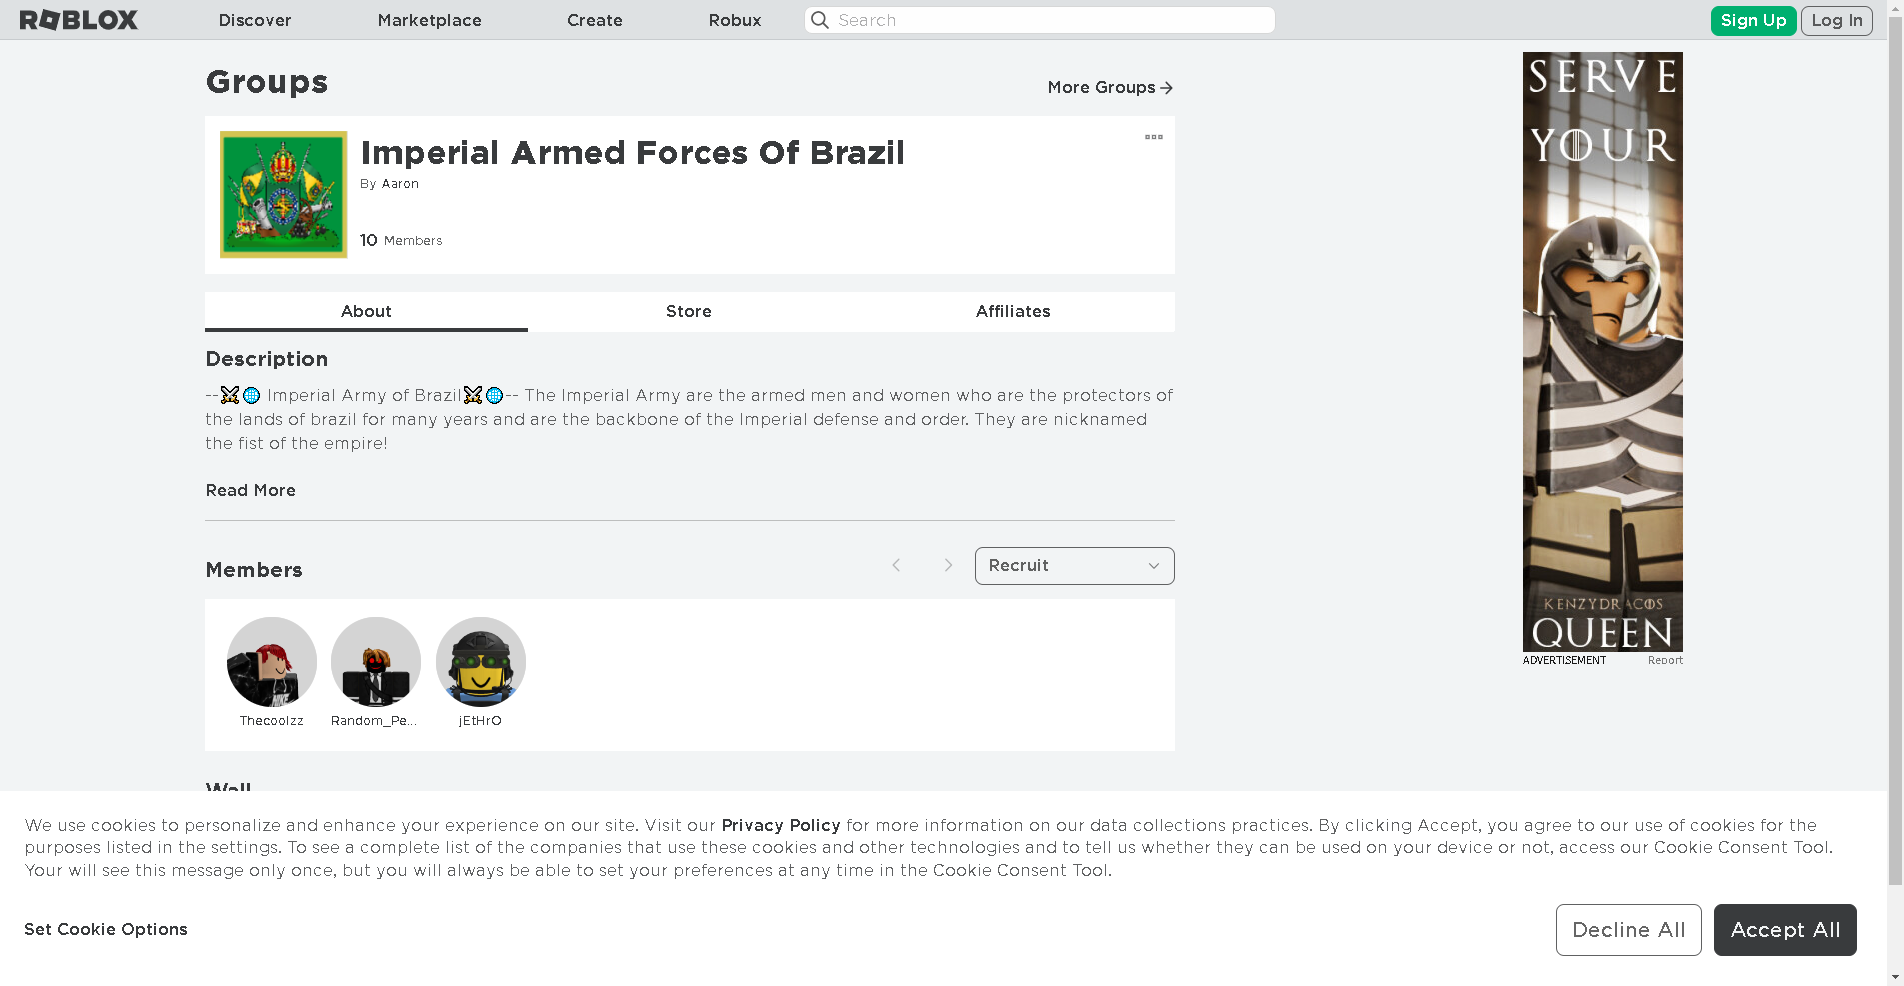 ROBLOX
Discover
Marketplace
Create
Robux
Search
Sign Up
Log In
Groups
More Groups
Imperial Armed Forces Of Brazil
By Aaron
10 Members
About
Store
Affiliates
Description
--⚔🌐 Imperial Army of Brazil⚔🌐-- The Imperial Army are the armed men and women who are the protectors of
the lands of brazil for many years and are the backbone of the Imperial defense and order. They are nicknamed
the fist of the empire!
Read More
Members
Recruit
Thecoolzz
Random_Pe...
jEtHrO
Wall
SERVE
YOUR
KENZYDRACOS
QUEEN
ADVERTISEMENT
Report
We use cookies to personalize and enhance your experience on our site. Visit our Privacy Policy for more information on our data collections practices. By clicking Accept, you agree to our use of cookies for the
purposes listed in the settings. To see a complete list of the companies that use these cookies and other technologies and to tell us whether they can be used on your device or not, access our Cookie Consent Tool.
Your will see this message only once, but you will always be able to set your preferences at any time in the Cookie Consent Tool.
Set Cookie Options
Decline All
Accept All